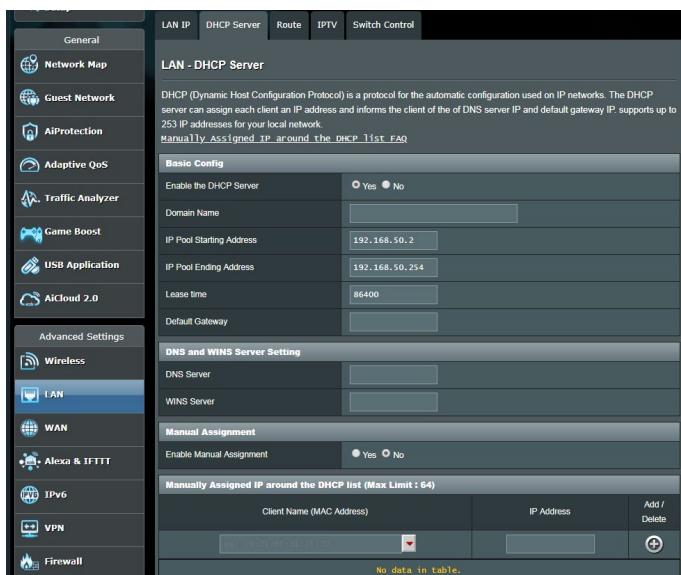 General
Network Map
Guest Network
AiProtection
Adaptive QoS
Traffic Analyzer
Game Boost
USB Application
AiCloud 2.0
Advanced Settings
Wireless
LAN
WAN
Alexa & IFTTT
IPv6
VPN
Firewall
LAN IP DHCP Server Route IPTV Switch Control
LAN - DHCP Server
DHCP (Dynamic Host Configuration Protocol) is a protocol for the automatic configuration used on IP networks. The DHCP
server can assign each client an IP address and informs the client of the of DNS server IP and default gateway IP. supports up to
253 IP addresses for your local network.
Manually Assigned IP around the DHCP list FAQ
Basic Config
Enable the DHCP Server Yes No
Domain Name
IP Pool Starting Address 192.168.50.2
IP Pool Ending Address 192.168.50.254
Lease time 86400
Default Gateway
DNS and WINS Server Setting
DNS Server
WINS Server
Manual Assignment
Enable Manual Assignment Yes No
Manually Assigned IP around the DHCP list (Max Limit : 64)
Client Name (MAC Address) IP Address Add /
Delete
No data in table.